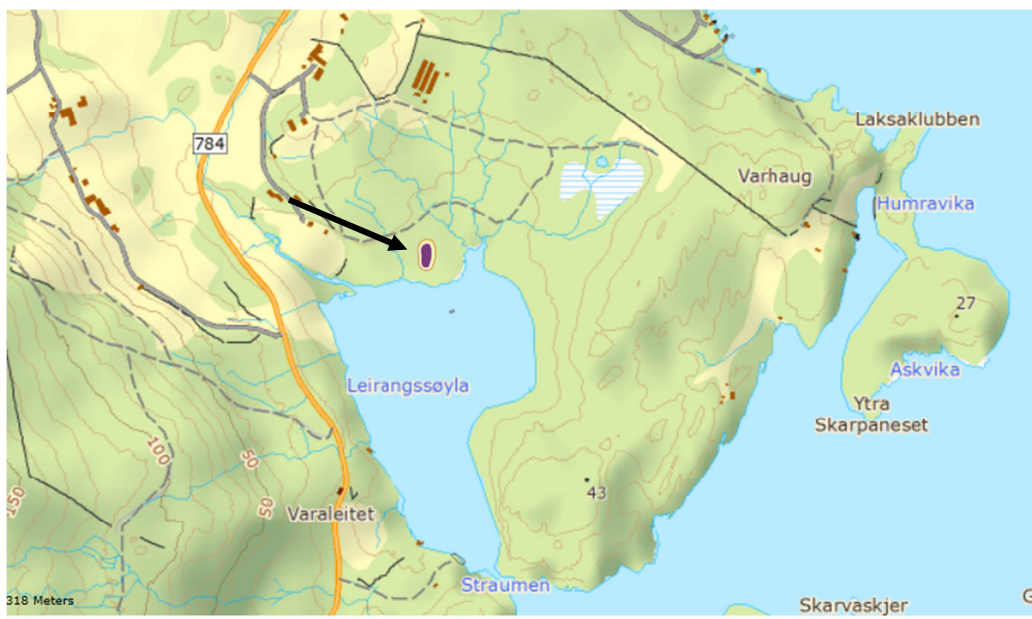 Laksaklubben
784
Varhaug
Humravika
27
Leirangssøyla
Askvika
Ytra
Skarpaneset
100
50
43
150
50
Varaleitet
Straumen
318 Meters
Skarvaskjer
G